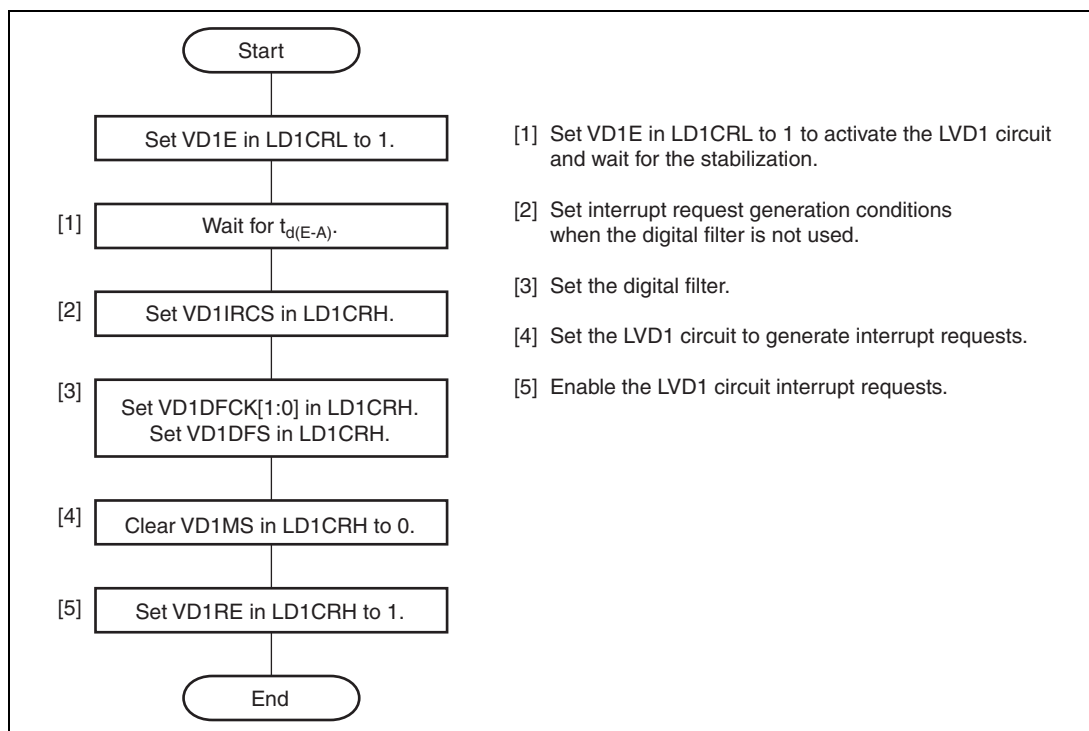 Start
Set VD1E in LD1CRL to 1.
[1] Wait for td(E-A).
[2] Set VD1IRCS in LD1CRH.
[3] Set VD1DFCK[1:0] in LD1CRH.
Set VD1DFS in LD1CRH.
[4] Clear VD1MS in LD1CRH to 0.
[5] Set VD1RE in LD1CRH to 1.
End
[1] Set VD1E in LD1CRL to 1 to activate the LVD1 circuit
and wait for the stabilization.
[2] Set interrupt request generation conditions
when the digital filter is not used.
[3] Set the digital filter.
[4] Set the LVD1 circuit to generate interrupt requests.
[5] Enable the LVD1 circuit interrupt requests.